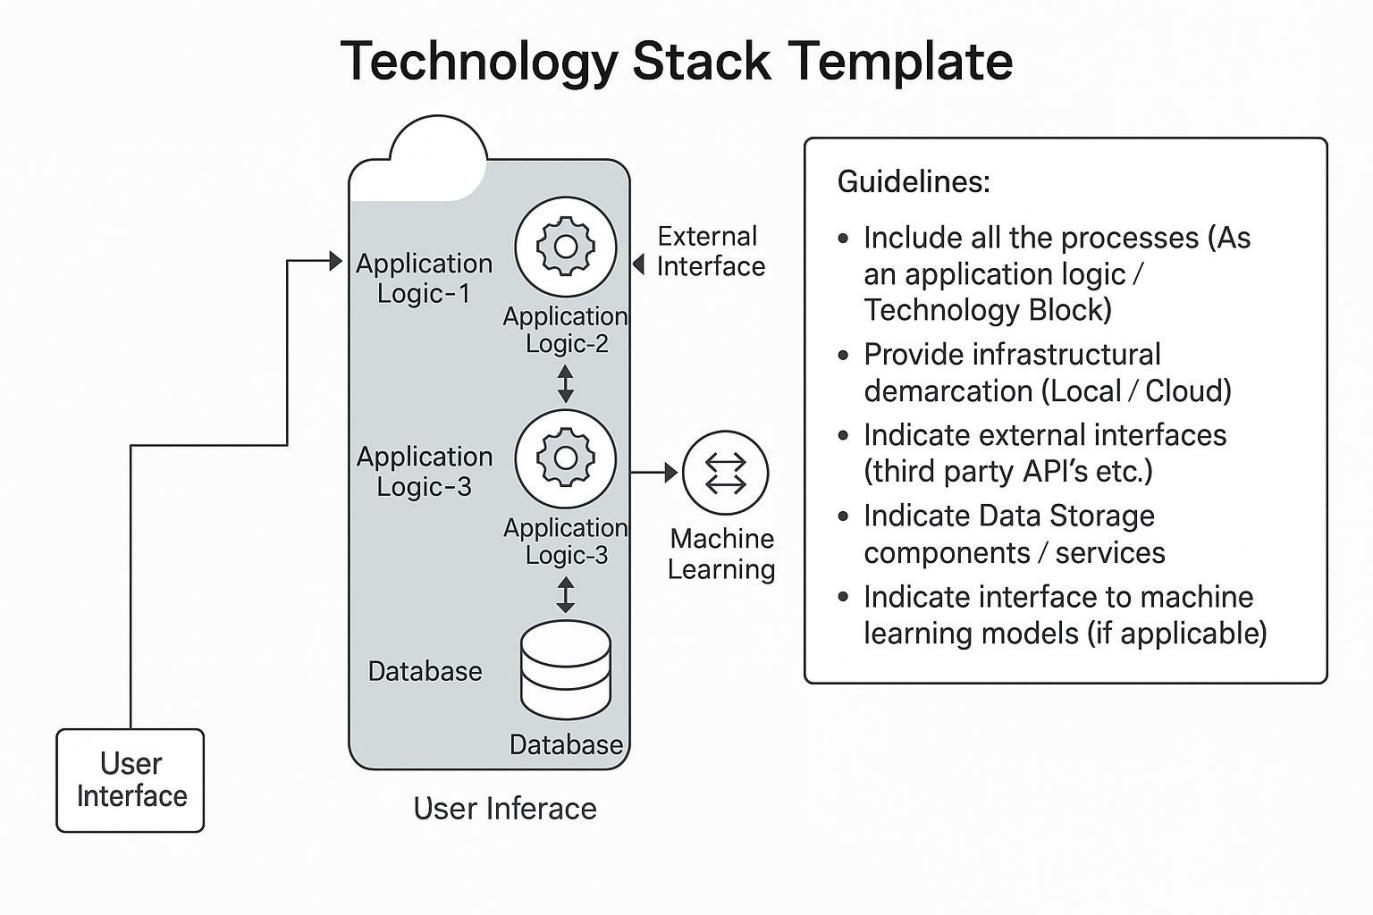 Technology Stack Template
Application
Logic-1
Application
Logic-2
External
Interface
Application
Logic-3
Application
Logic-3
Machine
Learning
Database
Database
User
Interface
User Inferace
Guidelines:
• Include all the processes (As
an application logic /
Technology Block)
• Provide infrastructural
demarcation (Local / Cloud)
• Indicate external interfaces
(third party API's etc.)
• Indicate Data Storage
components / services
• Indicate interface to machine
learning models (if applicable)